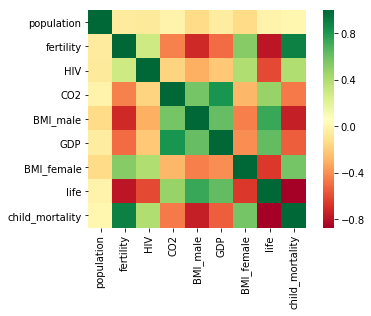 population
fertility
HIV
CO2
BMI_male
GDP
BMI_female
life
child_mortality
population
fertility
HIV
CO2
BMI_male
GDP
BMI_female
life
child_mortality
0.8
0.4
0.0
−0.4
−0.8